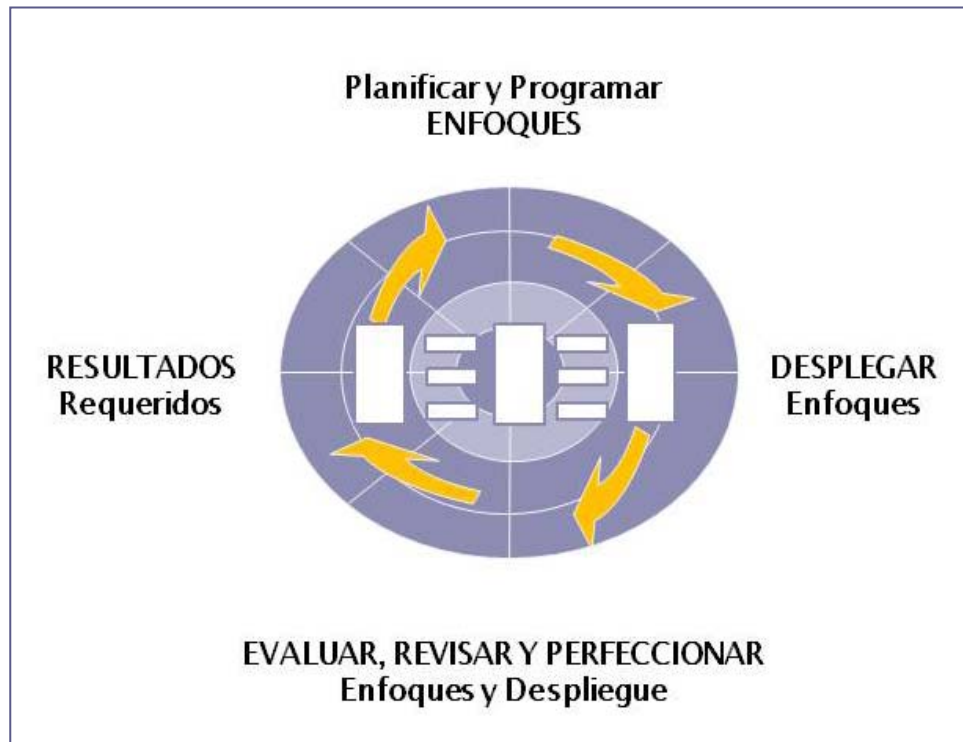 Planificar y Programar
ENFOQUES
RESULTADOS
Requeridos
DESPLEGAR
Enfoques
EVALUAR, REVISAR Y PERFECCIONAR
Enfoques y Despliegue